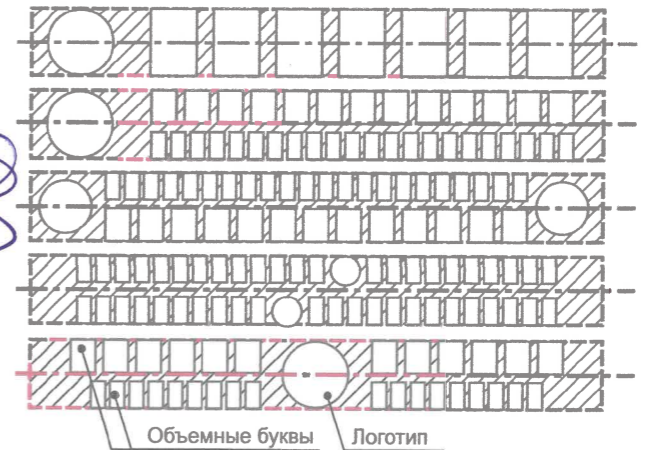 Объемные буквы
Логотип